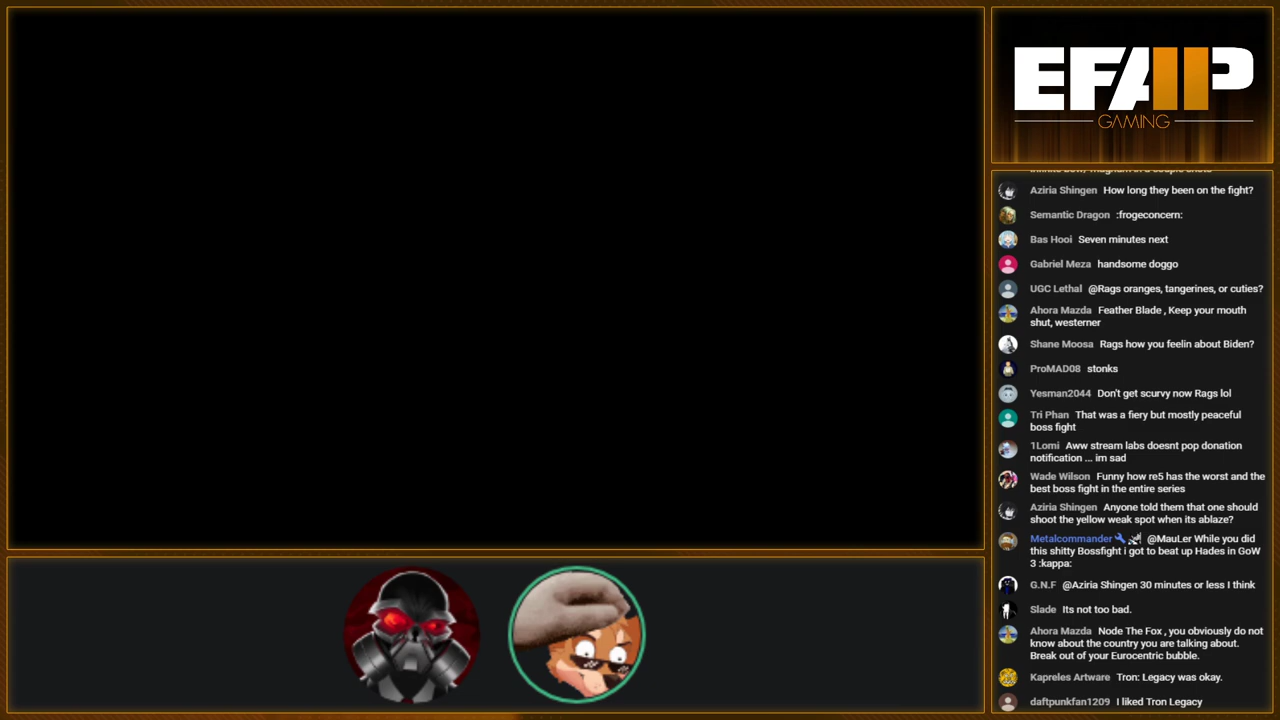 EFAP
GAMING
Aziria Shingen How long they been on the fight?
Semantic Dragon :frogeconcern:
Bas Hooi Seven minutes next
Gabriel Meza handsome doggo
UGC Lethal @Rags oranges, tangerines, or cuties?
Ahora Mazda Feather Blade , Keep your mouth
shut, westerner
Shane Moosa Rags how you feelin about Biden?
ProMAD08 stonks
Yesman2044 Don't get scurvy now Rags lol
Tri Phan That was a fiery but mostly peaceful
boss fight
1Lomi Aww stream labs doesnt pop donation
notification ... im sad
Wade Wilson Funny how re5 has the worst and the
best boss fight in the entire series
Aziria Shingen Anyone told them that one should
shoot the yellow weak spot when its ablaze?
Metalcommander @MauLer While you did
this shitty Bossfight i got to beat up Hades in GoW
3 :kappa:
G.N.F @Aziria Shingen 30 minutes or less I think
Slade Its not too bad.
Ahora Mazda Node The Fox , you obviously do not
know about the country you are talking about.
Break out of your Eurocentric bubble.
Kapreles Artware Tron: Legacy was okay.
daftpunkfan1209 I liked Tron Legacy